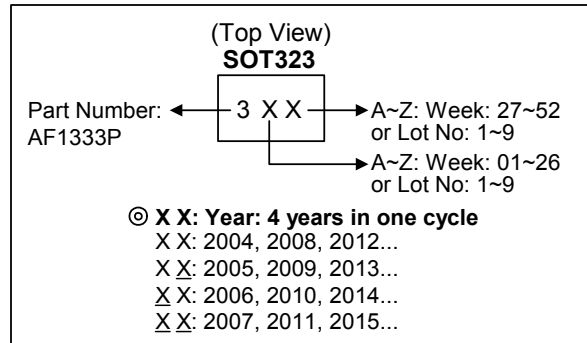 (Top View)
SOT323
Part Number:
AF1333P
3 X X
A~Z: Week: 27~52
or Lot No: 1~9
A~Z: Week: 01~26
or Lot No: 1~9
◎ X X: Year: 4 years in one cycle
X X: 2004, 2008, 2012...
X X: 2005, 2009, 2013...
X X: 2006, 2010, 2014...
X X: 2007, 2011, 2015...